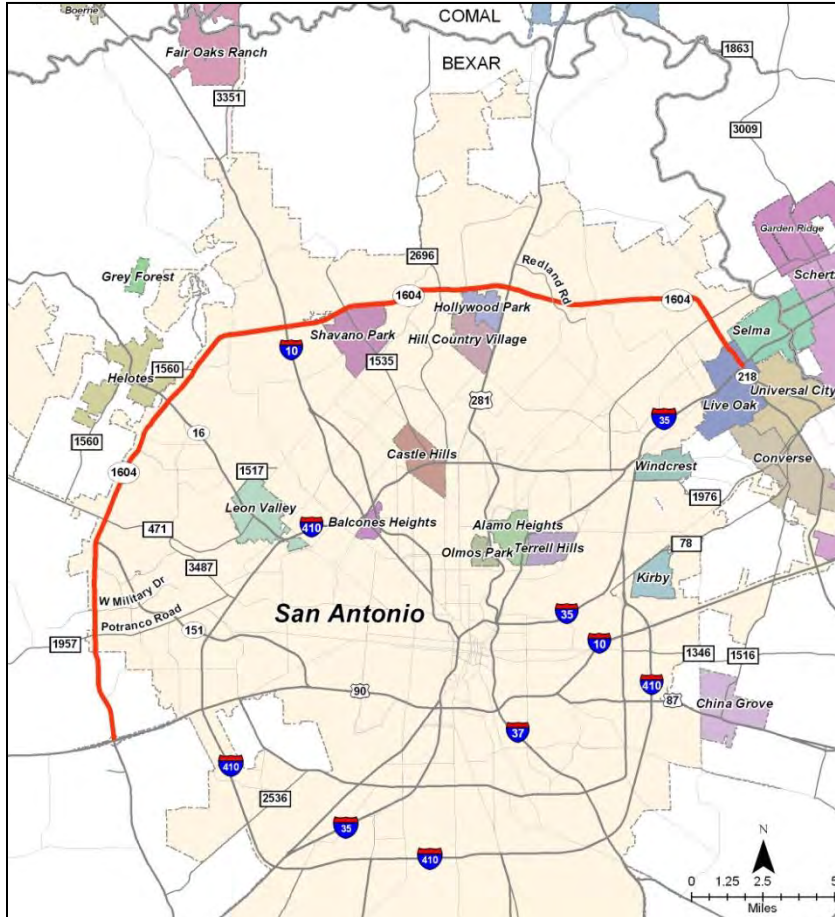 Boerne
COMAL
Fair Oaks Ranch
BEXAR
1863
3351
3009
Garden Ridge
2696
Redland Rd
Schertz
Grey Forest
1604
1604
Hollywood Park
Shavano Park
Selma
Hill Country Village
10
1560
1535
218
Helotes
Universal City
281
Live Oak
16
35
1560
Castle Hills
Converse
1604
1517
Windcrest
1976
Leon Valley
471
410
Balcones Heights
Alamo Heights
78
Olmos Park
Terrell Hills
3487
W Military Dr
Kirby
Potranco Road
San Antonio
35
1957
151
10
1346
1516
90
410
87
China Grove
37
410
2536
35
410
N
0 1.25 2.5 5
Miles